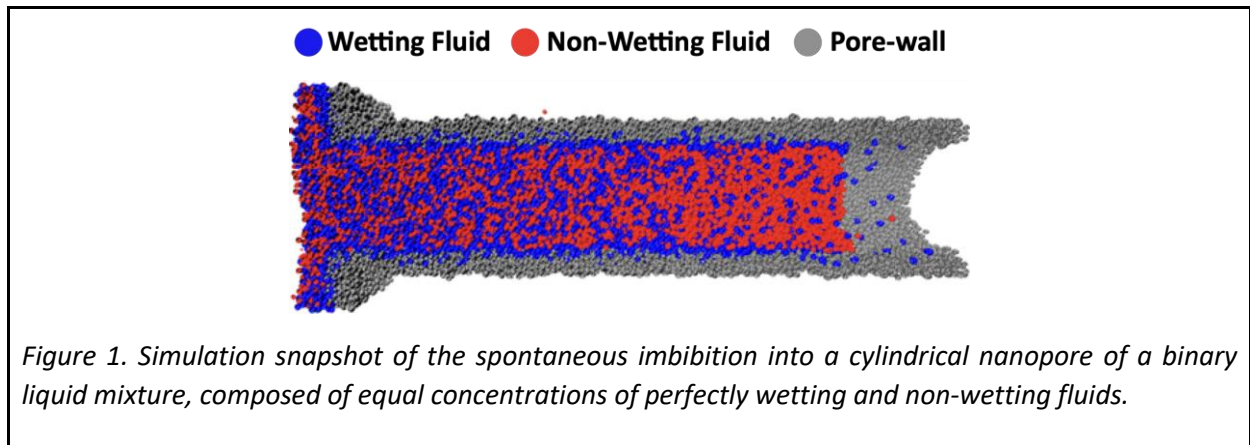 Wetting Fluid Non-Wetting Fluid Pore-wall
Figure 1. Simulation snapshot of the spontaneous imbibition into a cylindrical nanopore of a binary
liquid mixture, composed of equal concentrations of perfectly wetting and non-wetting fluids.